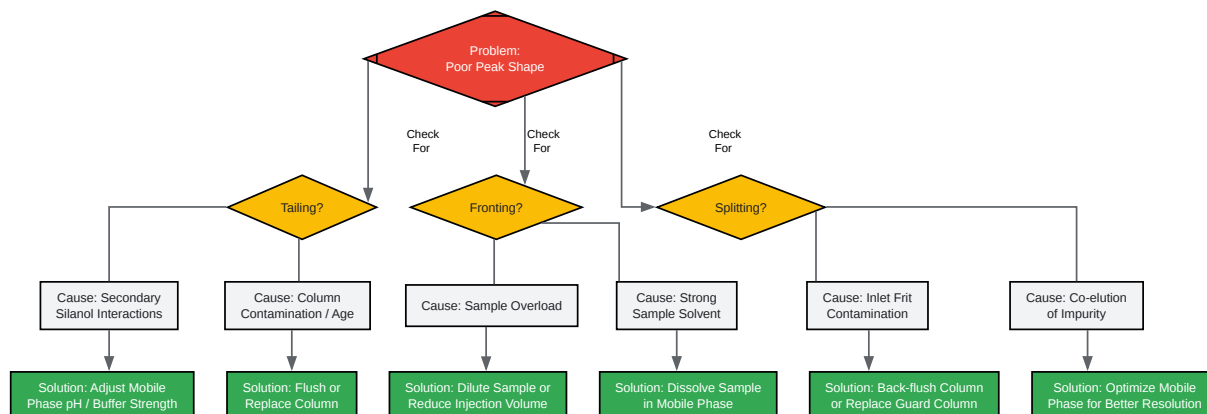 Problem:
Poor Peak Shape
Check
For
Check
For
Check
For
Tailing?
Fronting?
Splitting?
Cause: Secondary
Silanol Interactions
Cause: Column
Contamination / Age
Cause: Sample Overload
Cause: Strong
Sample Solvent
Cause: Inlet Frit
Contamination
Cause: Co-elution
of Impurity
Solution: Adjust Mobile
Phase pH / Buffer Strength
Solution: Flush or
Replace Column
Solution: Dilute Sample or
Reduce Injection Volume
Solution: Dissolve Sample
in Mobile Phase
Solution: Back-flush Column
or Replace Guard Column
Solution: Optimize Mobile
Phase for Better Resolution